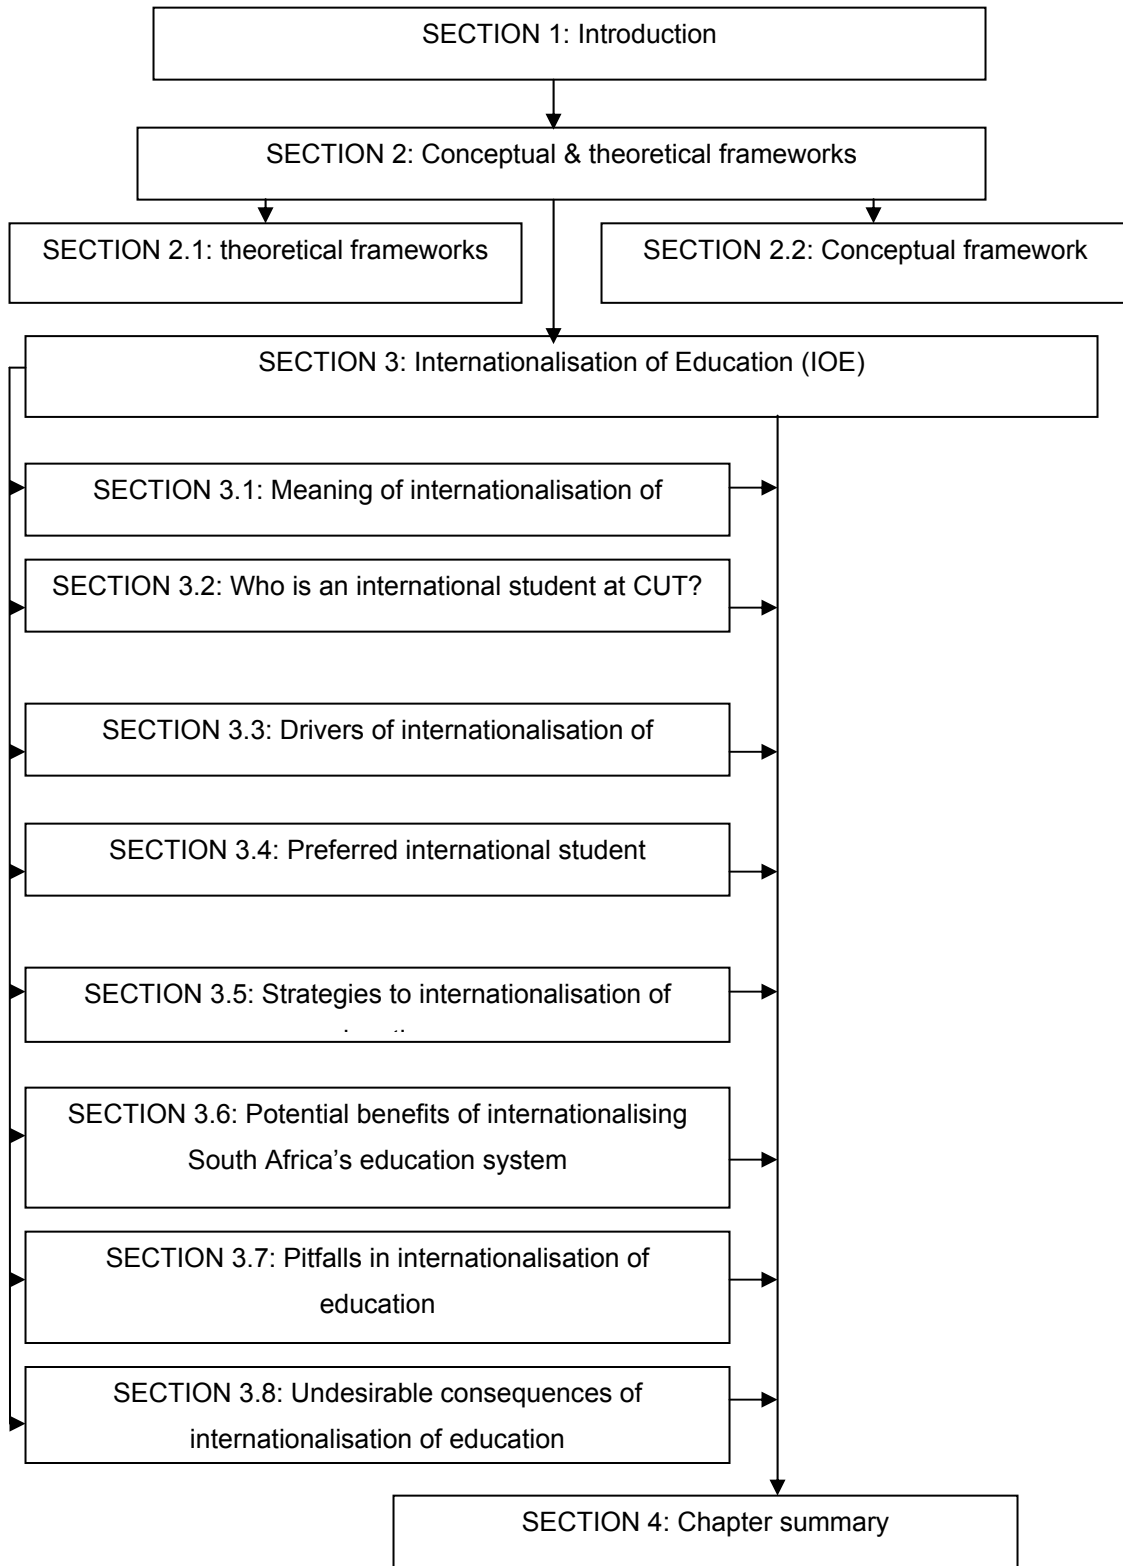 SECTION 1: Introduction
SECTION 2: Conceptual & theoretical frameworks
SECTION 2.1: theoretical frameworks
SECTION 2.2: Conceptual framework
SECTION 3: Internationalisation of Education (IOE)
SECTION 3.1: Meaning of internationalisation of
SECTION 3.2: Who is an international student at CUT?
SECTION 3.3: Drivers of internationalisation of
SECTION 3.4: Preferred international student
SECTION 3.5: Strategies to internationalisation of
SECTION 3.6: Potential benefits of internationalising
South Africa’s education system
SECTION 3.7: Pitfalls in internationalisation of
education
SECTION 3.8: Undesirable consequences of
internationalisation of education
SECTION 4: Chapter summary